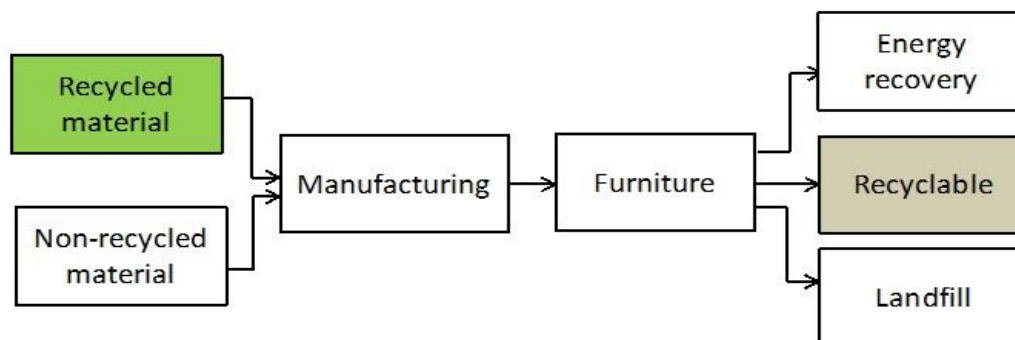 Recycled
material
Non-recycled
material
Manufacturing
Furniture
Energy
recovery
Recyclable
Landfill